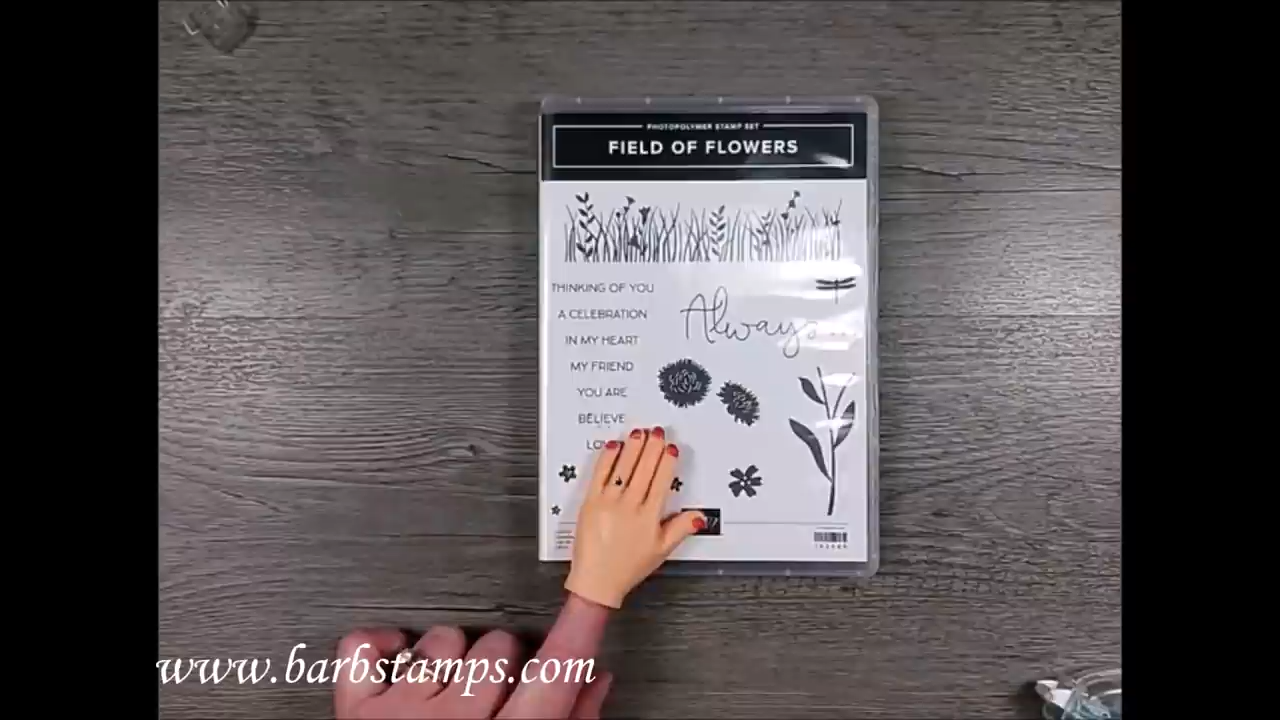 PHOTOPOLYMER STAMP SET
FIELD OF FLOWERS
THINKING OF YOU
A CELEBRATION
IN MY HEART
MY FRIEND
YOU ARE
BELIEVE
Always
www.barbstamps.com